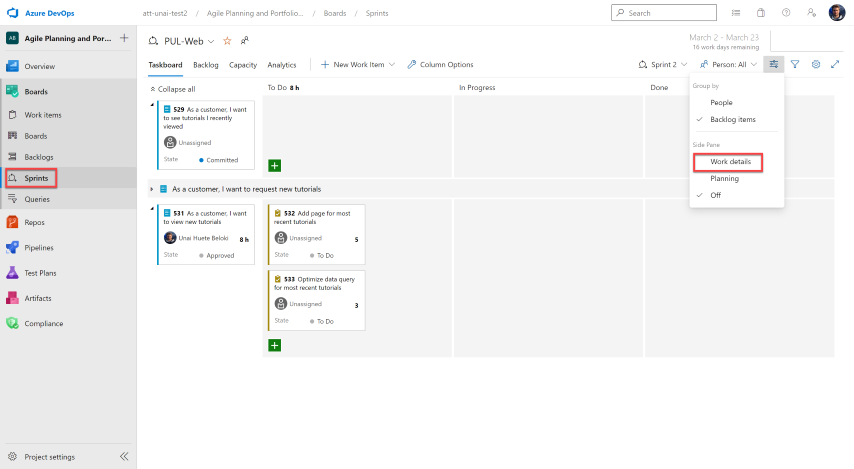 Azure DevOps
att-unai-test2 / Agile Planning and Portfolio... / Boards / Sprints
Search
AB Agile Planning and Por...
Overview
Boards
Work items
Boards
Backlogs
Sprints
Queries
Repos
Pipelines
Test Plans
Artifacts
Compliance
Project settings
PUL-Web
March 2 - March 23
16 work days remaining
Taskboard Backlog Capacity Analytics New Work Item Column Options
Sprint 2 Person: All
Collapse all
To Do 8 h
In Progress
Done
529 As a customer, I want
to see tutorials I recently
viewed
Unassigned
State Committed
As a customer, I want to request new tutorials
531 As a customer, I want
to view new tutorials
Unai Huete Beloki 8 h
State Approved
532 Add page for most
recent tutorials
Unassigned 5
State To Do
533 Optimize data query
for most recent tutorials
Unassigned 3
State To Do
Group by
People
Backlog items
Side Pane
Work details
Planning
Off